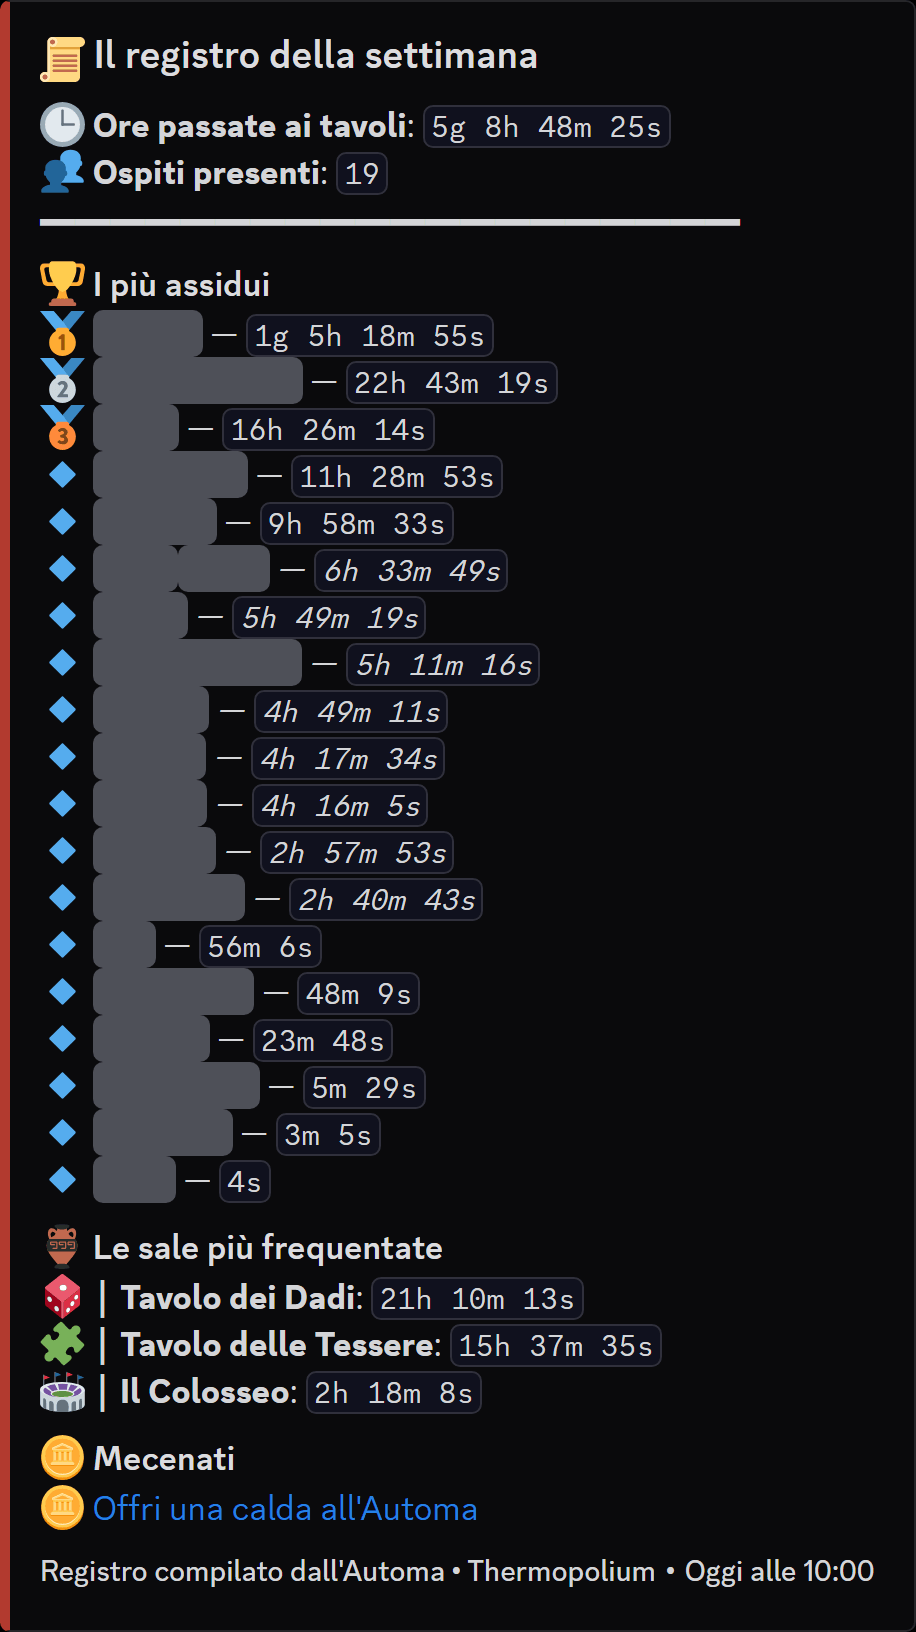 Il registro della settimana
Ore passate ai tavoli: 5g 8h 48m 25s
Ospiti presenti: 19
I più assidui
1 — 1g 5h 18m 55s
2 — 22h 43m 19s
3 — 16h 26m 14s
— 11h 28m 53s
— 9h 58m 33s
— 6h 33m 49s
— 5h 49m 19s
— 5h 11m 16s
— 4h 49m 11s
— 4h 17m 34s
— 4h 16m 5s
— 2h 57m 53s
— 2h 40m 43s
— 56m 6s
— 48m 9s
— 23m 48s
— 5m 29s
— 3m 5s
— 4s
Le sale più frequentate
| Tavolo dei Dadi: 21h 10m 13s
| Tavolo delle Tessere: 15h 37m 35s
| Il Colosseo: 2h 18m 8s
Mecenati
Offri una calda all'Automa
Registro compilato dall'Automa • Thermopolium • Oggi alle 10:00